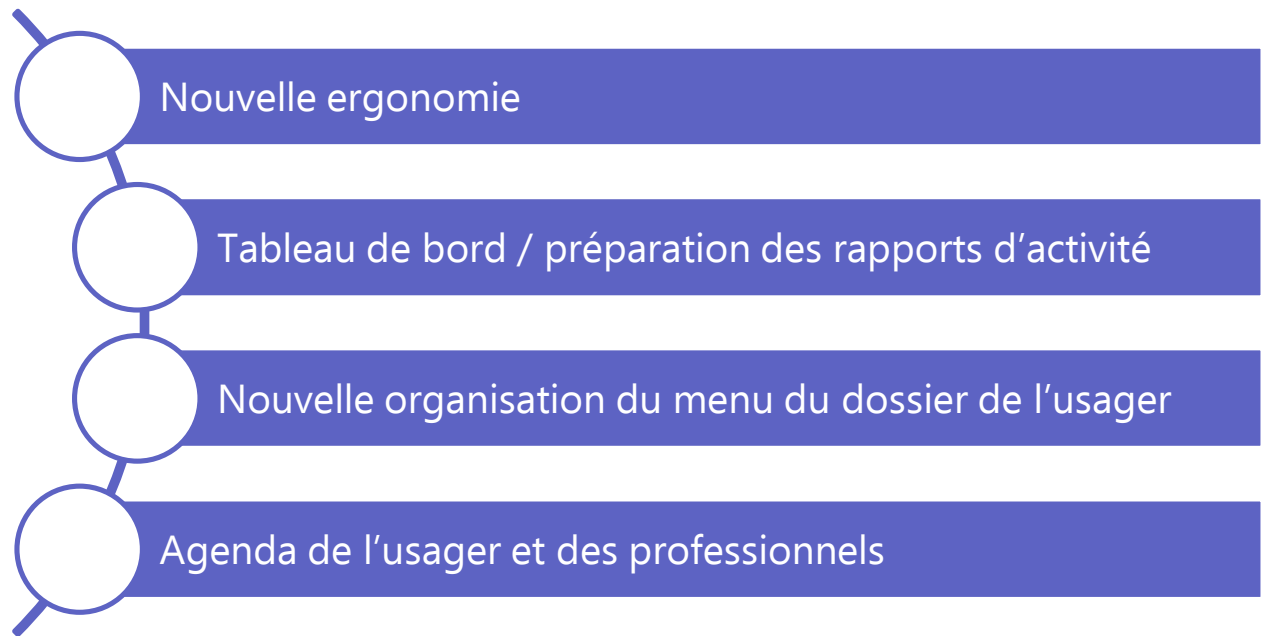 Nouvelle ergonomie
Tableau de bord / préparation des rapports d’activité
Nouvelle organisation du menu du dossier de l’usager
Agenda de l’usager et des professionnels